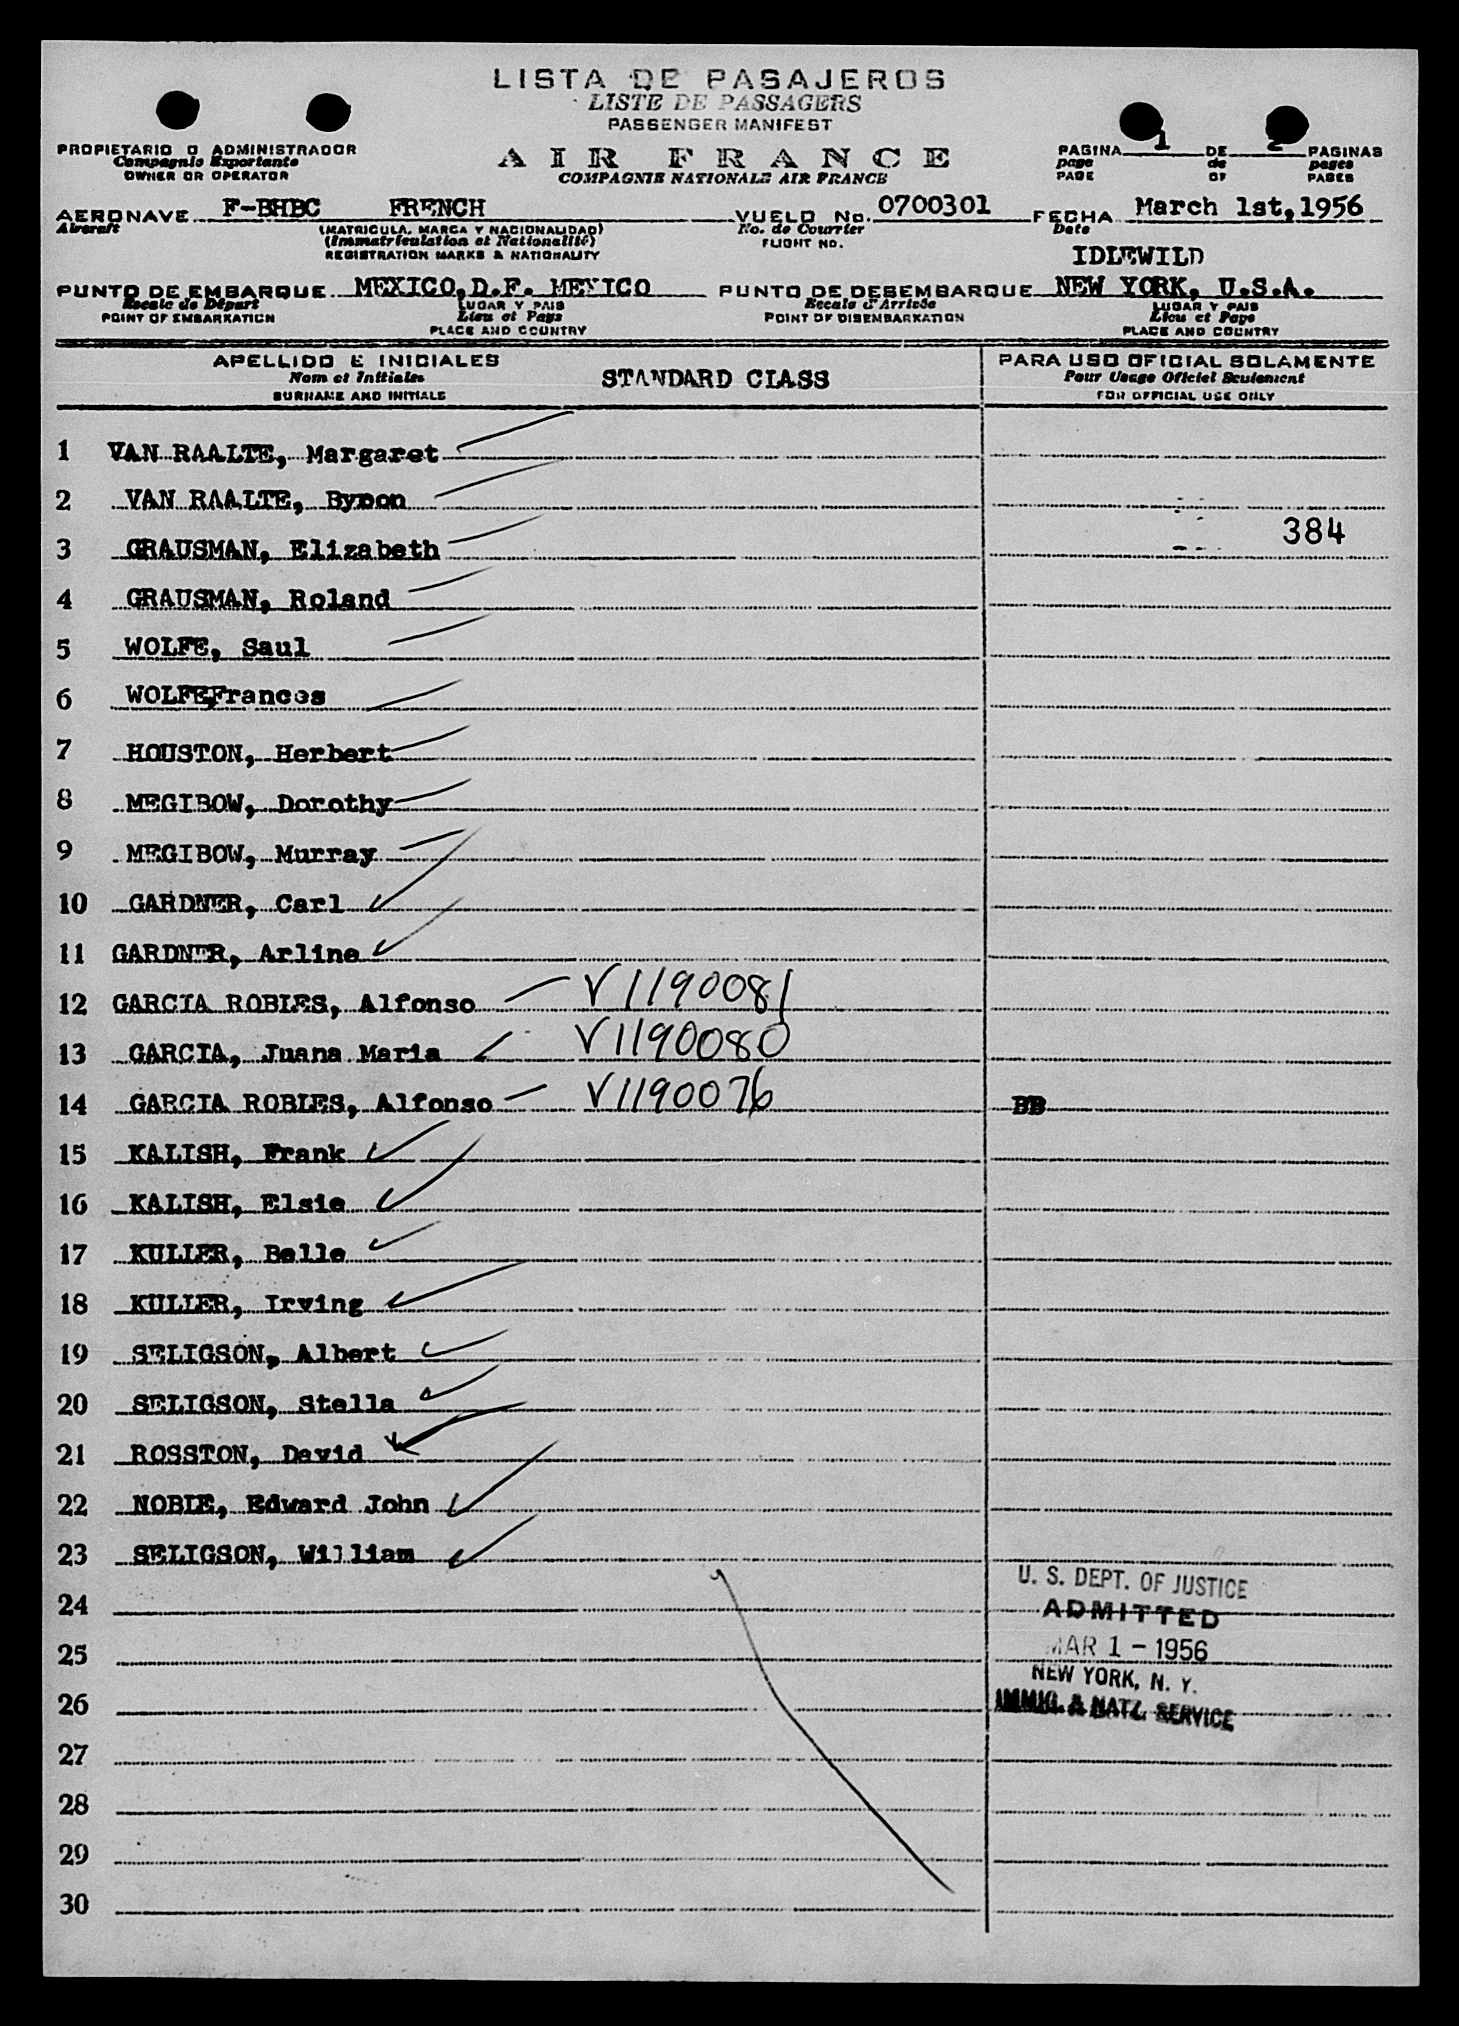 LISTA DE PASAJEROS
LISTE DE PASSAGERS
PASSENGER MANIFEST
PROPIETARIO O ADMINISTRADOR
Compagnie Exportante
OWNER OR OPERATOR
AIR FRANCE
COMPAGNIE NATIONALE AIR FRANCE
PAGINA 1 DE 2 PAGINAS
page de pages
PAGE OF PAGES
AERONAVE F-BHBC FRENCH VUELO No. 0700301 FECHA March 1st,1956
Aircraft (MATRICULA, MARCA Y NACIONALIDAD) No. de Courrier Date
(Immatriculation et Nationalité) FLIGHT NO.
REGISTRATION MARKS & NATIONALITY
IDLEWILD
PUNTO DE EMBARQUE MEXICO,D.F. MEXICO PUNTO DE DESEMBARQUE NEW YORK, U.S.A.
Escale de Départ LUGAR Y PAIS Escale d'Arrivée LUGAR Y PAIS
POINT OF EMBARKATION Lieu et Pays POINT OF DISEMBARKATION Lieu et Pays
PLACE AND COUNTRY PLACE AND COUNTRY
APELLIDO E INICIALES PARA USO OFICIAL SOLAMENTE
Nom et Initiales STANDARD CLASS Pour Usage Officiel Seulement
SURNAME AND INITIALS FOR OFFICIAL USE ONLY
1 VAN RAALTE, Margaret
2 VAN RAALTE, Byron
3 GRAUSMAN, Elizabeth 384
4 GRAUSMAN, Roland
5 WOLFE, Saul
6 WOLFE,Frances
7 HOUSTON, Herbert
8 MEGIBOW, Dorothy
9 MEGIBOW, Murray
10 GARDNER, Carl
11 GARDNER, Arline
12 GARCIA ROBLES, Alfonso V1190081
13 GARCIA, Juana Maria V1190080
14 GARCIA ROBLES, Alfonso V1190076 BB
15 KALISH, Frank
16 KALISH, Elsie
17 KULLER, Belle
18 KULLER, Irving
19 SELIGSON, Albert
20 SELIGSON, Stella
21 ROSSTON, David
22 NOBLE, Edward John
23 SELIGSON, William
24
25
26
27
28
29
30
U. S. DEPT. OF JUSTICE
ADMITTED
MAR 1 - 1956
NEW YORK, N. Y.
IMMIG. & NATZ. SERVICE